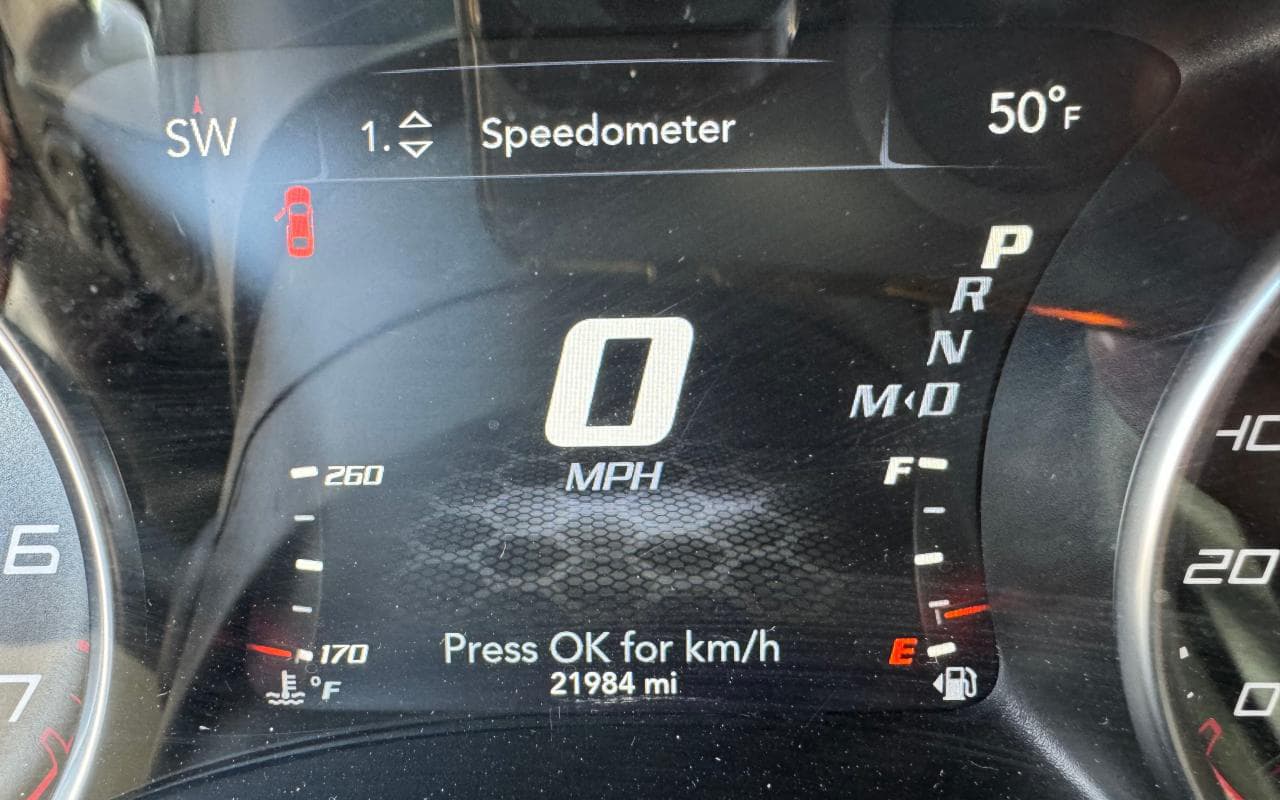 SW 1. Speedometer 50°F
P
R
N
M D
0
MPH
260
F
6
20
170
E
Press OK for km/h
°F
21984 mi
7
0